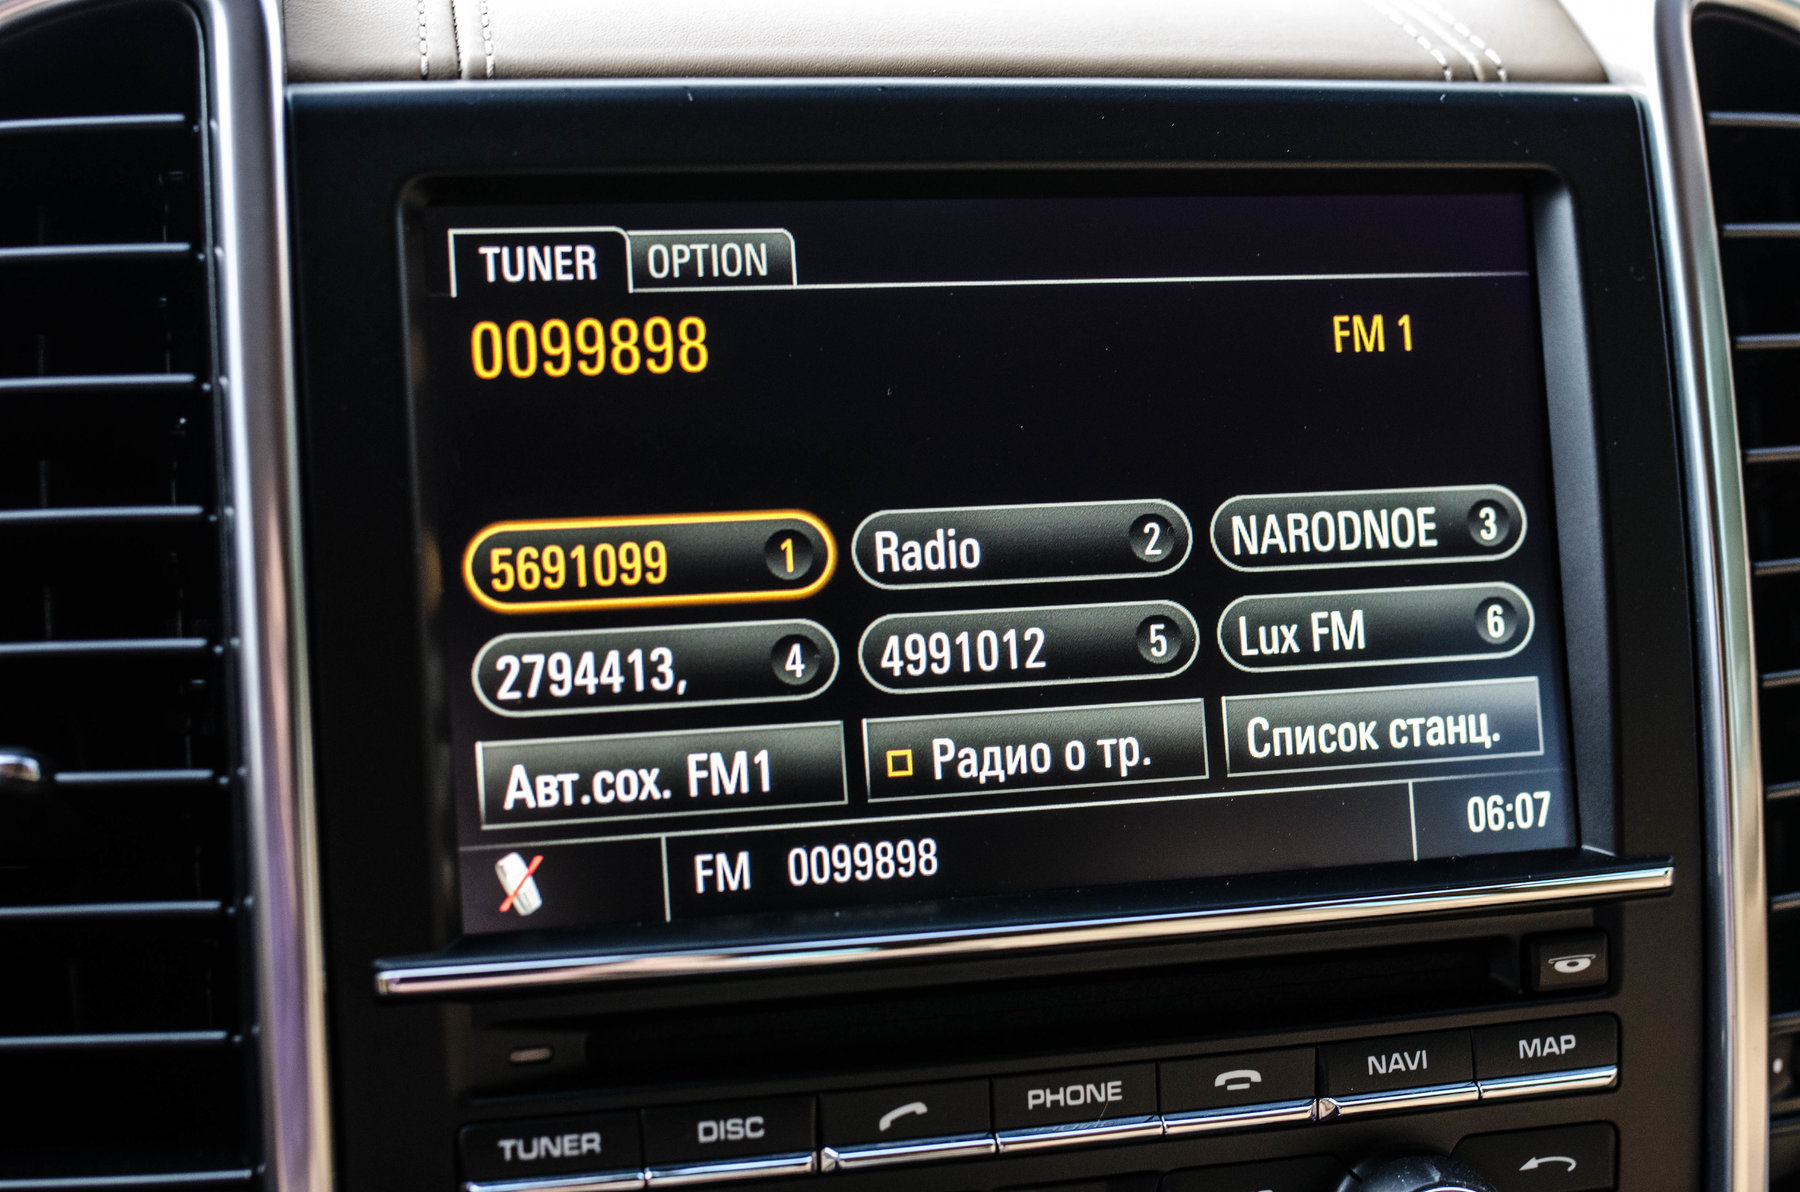 TUNER OPTION
0099898 FM 1
5691099 1 Radio 2 NARODNOE 3
2794413, 4 4991012 5 Lux FM 6
Авт.сох. FM1 Радио о тр. Список станц.
FM 0099898 06:07
TUNER DISC PHONE NAVI MAP